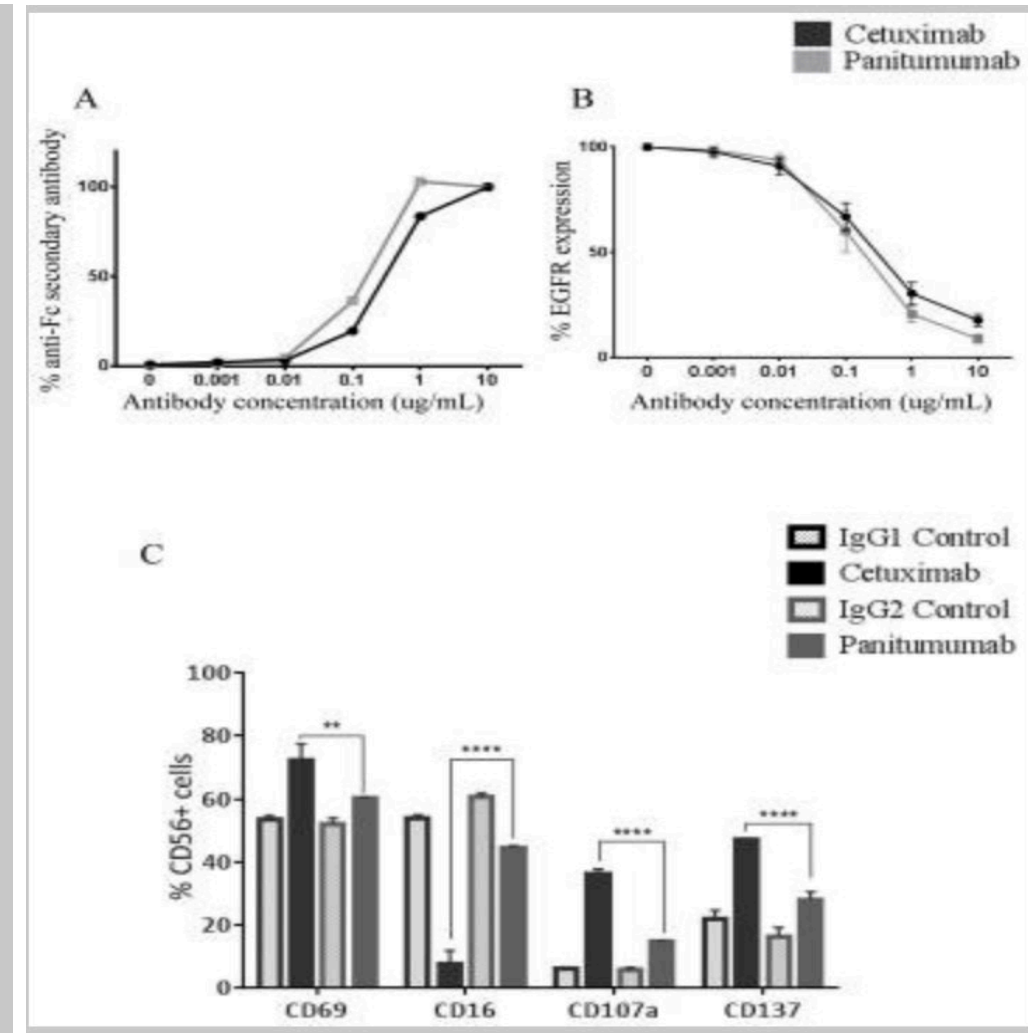 Cetuximab
Panitumumab
A
B
% anti-Fc secondary antibody
100
50
0
0 0.001 0.01 0.1 1 10
Antibody concentration (ug/mL)
% EGFR expression
100
50
0
0 0.001 0.01 0.1 1 10
Antibody concentration (ug/mL)
C
IgG1 Control
Cetuximab
IgG2 Control
Panitumumab
% CD56+ cells
100
80
60
40
20
0
**
****
****
****
CD69 CD16 CD107a CD137